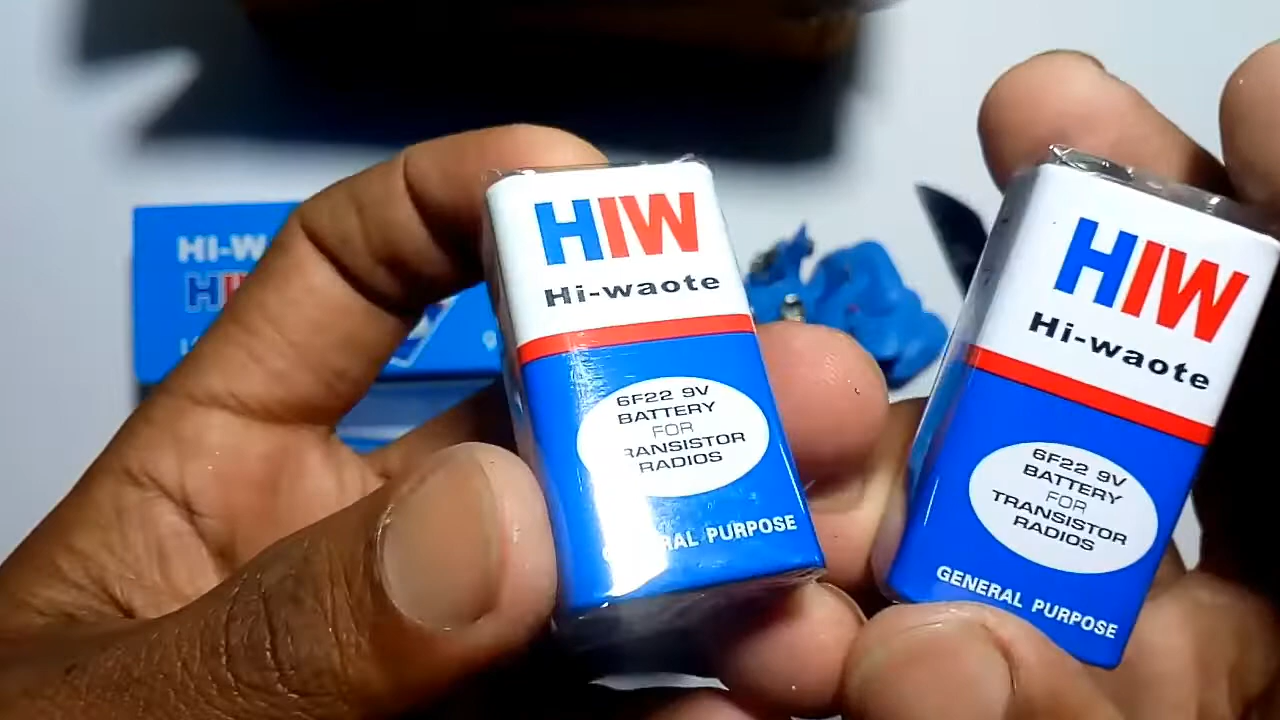 HI-W
HI
HIW
Hi-waote
6F22 9V
BATTERY
FOR
RANSISTOR
RADIOS
RAL PURPOSE
HIW
Hi-waote
6F22 9V
BATTERY
FOR
TRANSISTOR
RADIOS
GENERAL PURPOSE